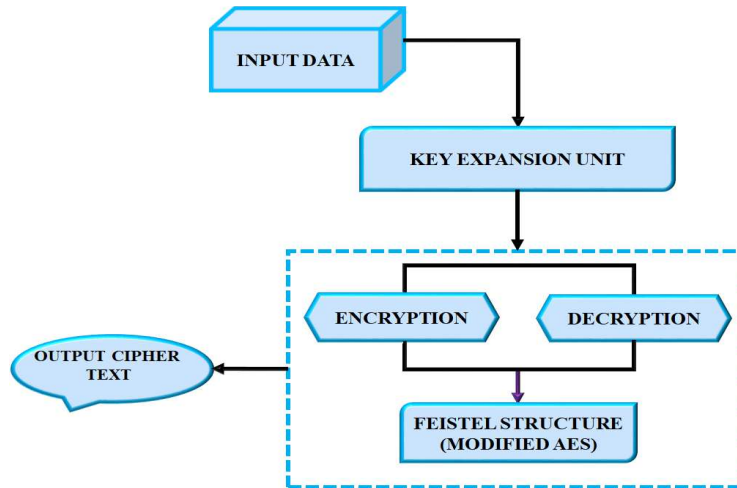 INPUT DATA
KEY EXPANSION UNIT
ENCRYPTION
DECRYPTION
OUTPUT CIPHER
TEXT
FEISTEL STRUCTURE
(MODIFIED AES)